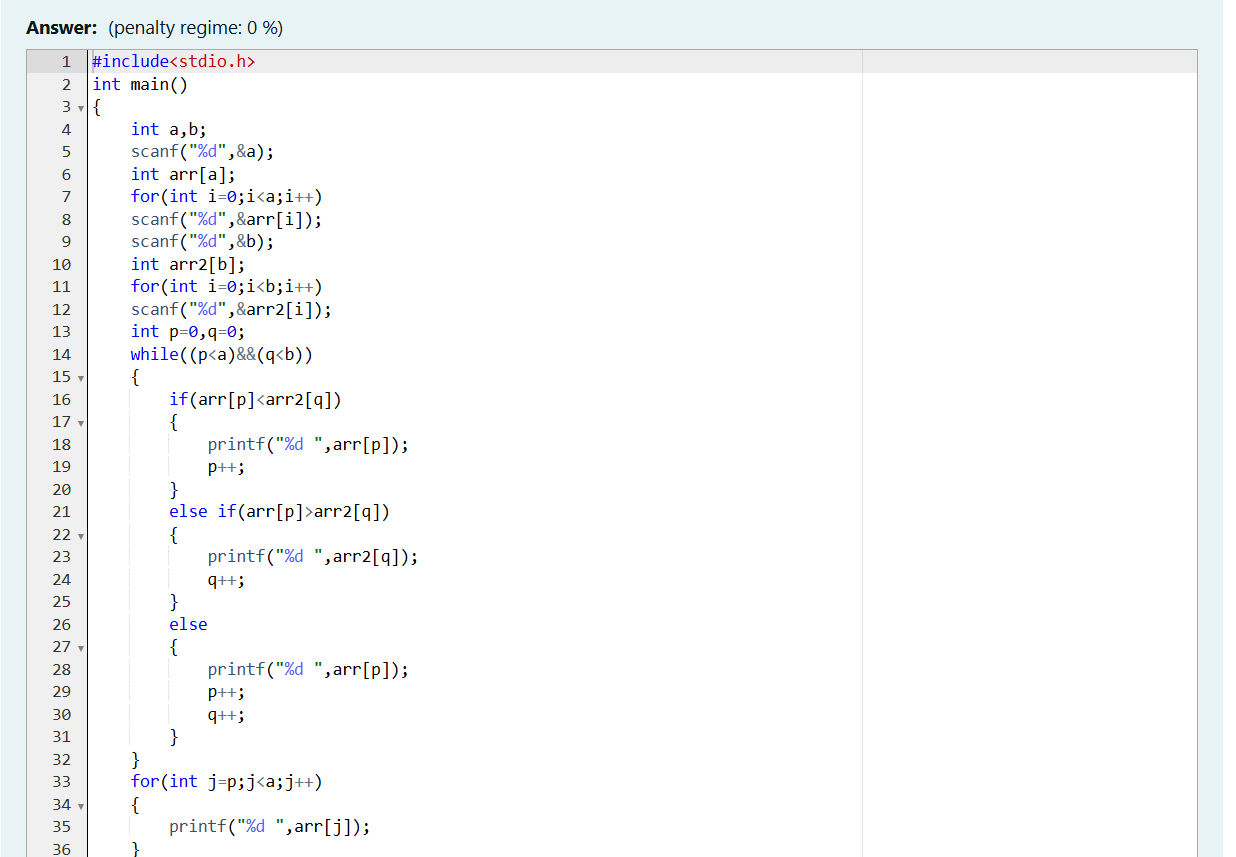 Answer: (penalty regime: 0 %)
1 #include<stdio.h>
2 int main()
3 {
4     int a,b;
5     scanf("%d",&a);
6     int arr[a];
7     for(int i=0;i<a;i++)
8     scanf("%d",&arr[i]);
9     scanf("%d",&b);
10     int arr2[b];
11     for(int i=0;i<b;i++)
12     scanf("%d",&arr2[i]);
13     int p=0,q=0;
14     while((p<a)&&(q<b))
15     {
16         if(arr[p]<arr2[q])
17         {
18             printf("%d ",arr[p]);
19             p++;
20         }
21         else if(arr[p]>arr2[q])
22         {
23             printf("%d ",arr2[q]);
24             q++;
25         }
26         else
27         {
28             printf("%d ",arr[p]);
29             p++;
30             q++;
31         }
32     }
33     for(int j=p;j<a;j++)
34     {
35         printf("%d ",arr[j]);
36     }